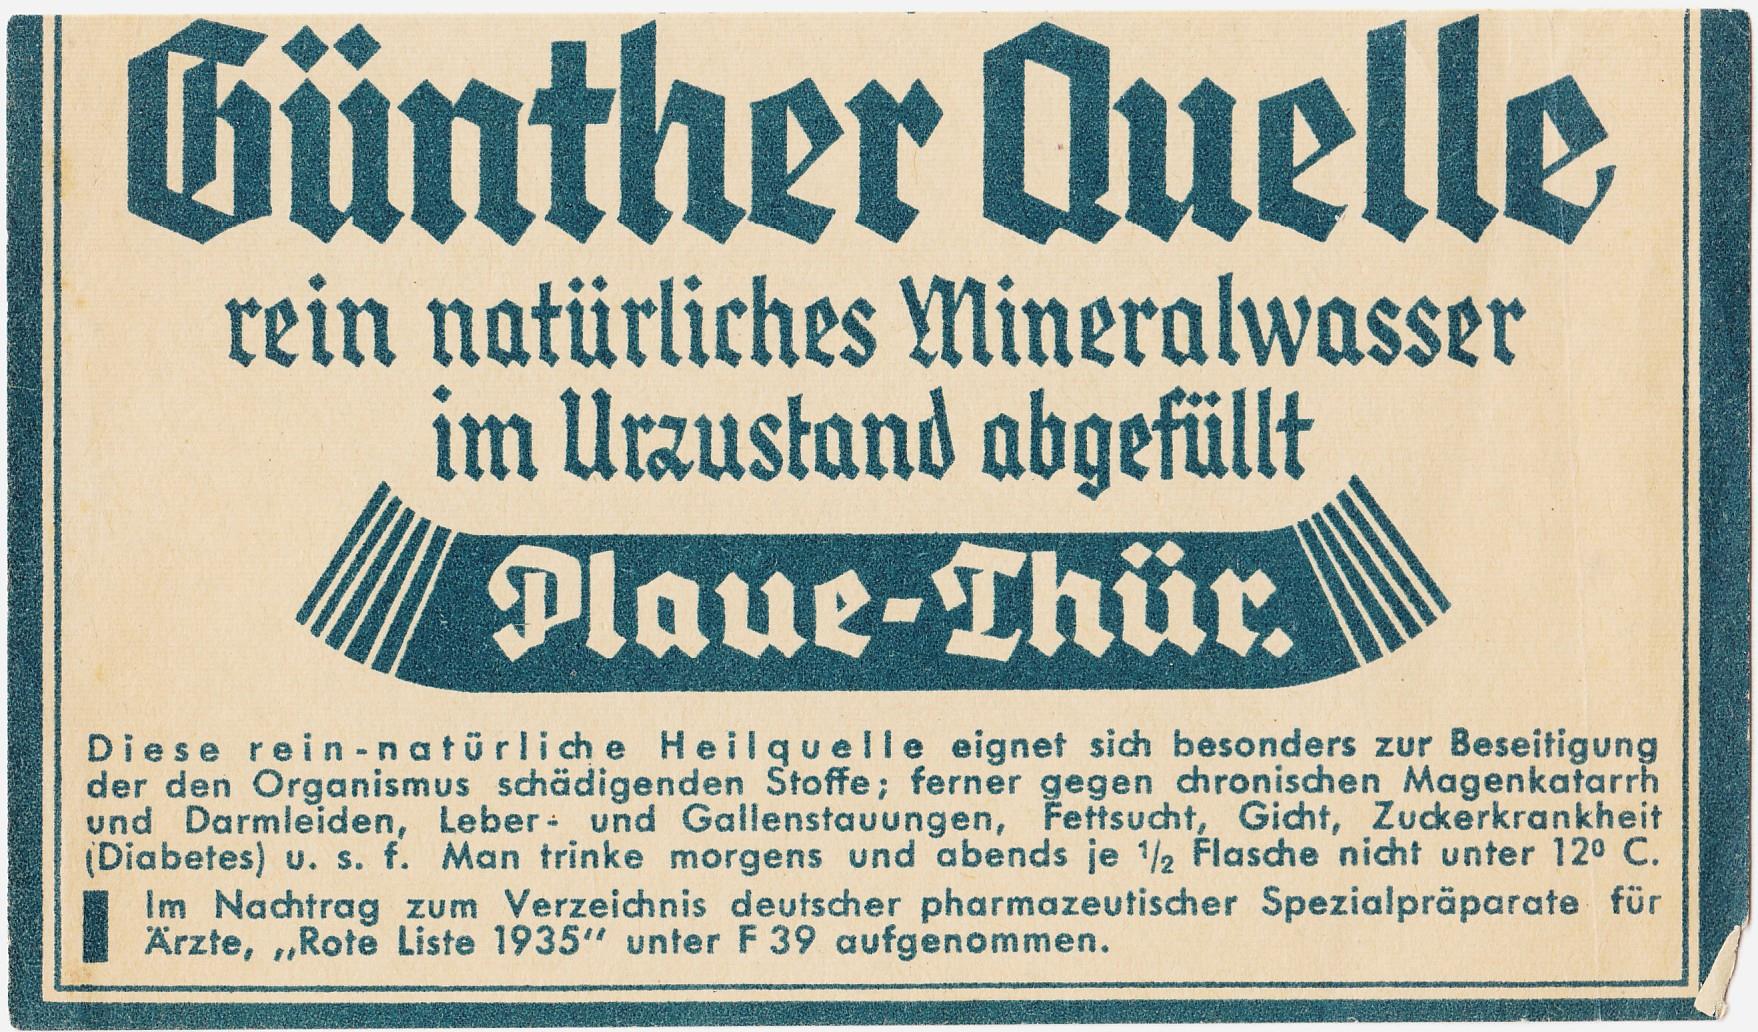 Günther Quelle
rein natürliches Mineralwasser
im Urzustand abgefüllt
Plaue-Thür.
Diese rein-natürliche Heilquelle eignet sich besonders zur Beseitigung
der den Organismus schädigenden Stoffe; ferner gegen chronischen Magenkatarrh
und Darmleiden, Leber- und Gallenstauungen, Fettsucht, Gicht, Zuckerkrankheit
(Diabetes) u. s. f. Man trinke morgens und abends je ½ Flasche nicht unter 12⁰ C.
Im Nachtrag zum Verzeichnis deutscher pharmazeutischer Spezialpräparate für
Ärzte, „Rote Liste 1935“ unter F 39 aufgenommen.